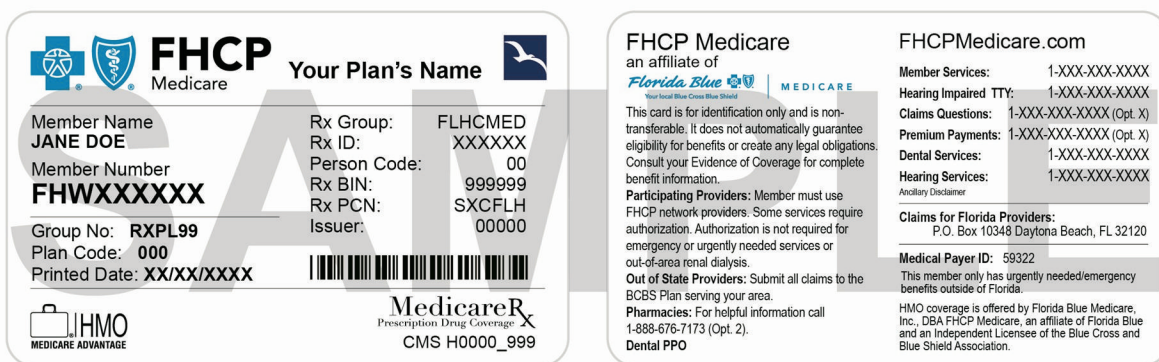 FHCP
Medicare
Your Plan's Name
Member Name
JANE DOE
Member Number
FHWXXXXXX
Group No: RXPL99
Plan Code: 000
Printed Date: XX/XX/XXXX
Rx Group: FLHCMED
Rx ID: XXXXXX
Person Code: 00
Rx BIN: 999999
Rx PCN: SXCFLH
Issuer: 00000
HMO
MEDICARE ADVANTAGE
MedicareRx
Prescription Drug Coverage
CMS H0000_999
SAMPLE
FHCP Medicare
an affiliate of
Florida Blue
MEDICARE
Your local Blue Cross Blue Shield
This card is for identification only and is non-
transferable. It does not automatically guarantee
eligibility for benefits or create any legal obligations.
Consult your Evidence of Coverage for complete
benefit information.
Participating Providers: Member must use
FHCP network providers. Some services require
authorization. Authorization is not required for
emergency or urgently needed services or
out-of-area renal dialysis.
Out of State Providers: Submit all claims to the
BCBS Plan serving your area.
Pharmacies: For helpful information call
1-888-676-7173 (Opt. 2).
Dental PPO
FHCPMedicare.com
Member Services: 1-XXX-XXX-XXXX
Hearing Impaired TTY: 1-XXX-XXX-XXXX
Claims Questions: 1-XXX-XXX-XXXX (Opt. X)
Premium Payments: 1-XXX-XXX-XXXX (Opt. X)
Dental Services: 1-XXX-XXX-XXXX
Hearing Services: 1-XXX-XXX-XXXX
Ancillary Disclaimer
Claims for Florida Providers:
P.O. Box 10348 Daytona Beach, FL 32120
Medical Payer ID: 59322
This member only has urgently needed/emergency
benefits outside of Florida.
HMO coverage is offered by Florida Blue Medicare,
Inc., DBA FHCP Medicare, an affiliate of Florida Blue
and an Independent Licensee of the Blue Cross and
Blue Shield Association.